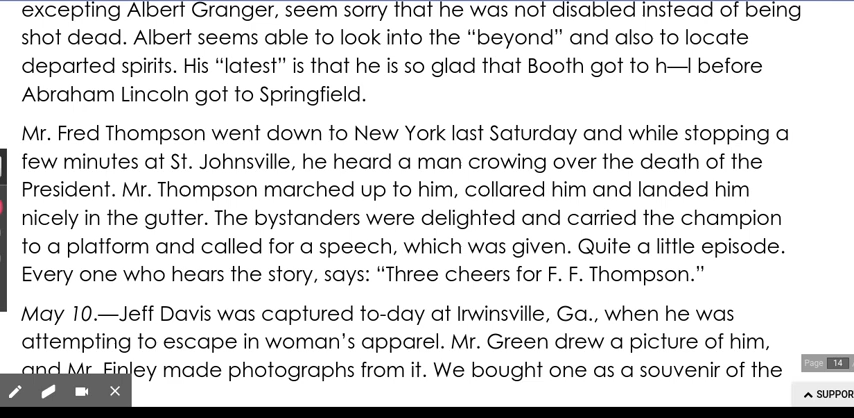 excepting Albert Granger, seem sorry that he was not disabled instead of being
shot dead. Albert seems able to look into the “beyond” and also to locate
departed spirits. His “latest” is that he is so glad that Booth got to h—l before
Abraham Lincoln got to Springfield.
Mr. Fred Thompson went down to New York last Saturday and while stopping a
few minutes at St. Johnsville, he heard a man crowing over the death of the
President. Mr. Thompson marched up to him, collared him and landed him
nicely in the gutter. The bystanders were delighted and carried the champion
to a platform and called for a speech, which was given. Quite a little episode.
Every one who hears the story, says: “Three cheers for F. F. Thompson.”
May 10.—Jeff Davis was captured to-day at Irwinsville, Ga., when he was
attempting to escape in woman’s apparel. Mr. Green drew a picture of him,
and Mr. Finley made photographs from it. We bought one as a souvenir of the
Page 14
SUPPOR